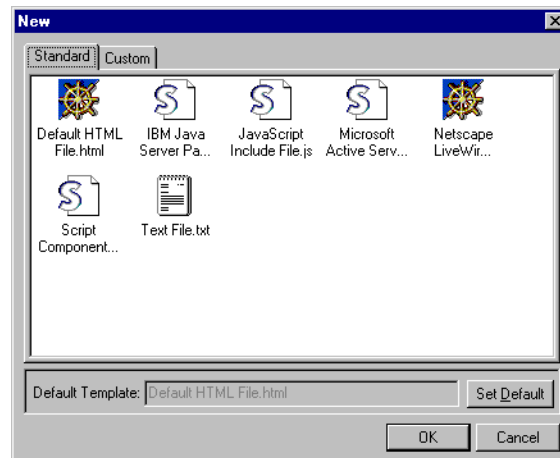 New
Standard Custom
Default HTML IBM Java JavaScript Microsoft Netscape
File.html Server Pa... Include File.js Active Serv... LiveWir...
Script Text File.txt
Component...
Default Template: Default HTML File.html Set Default
OK Cancel